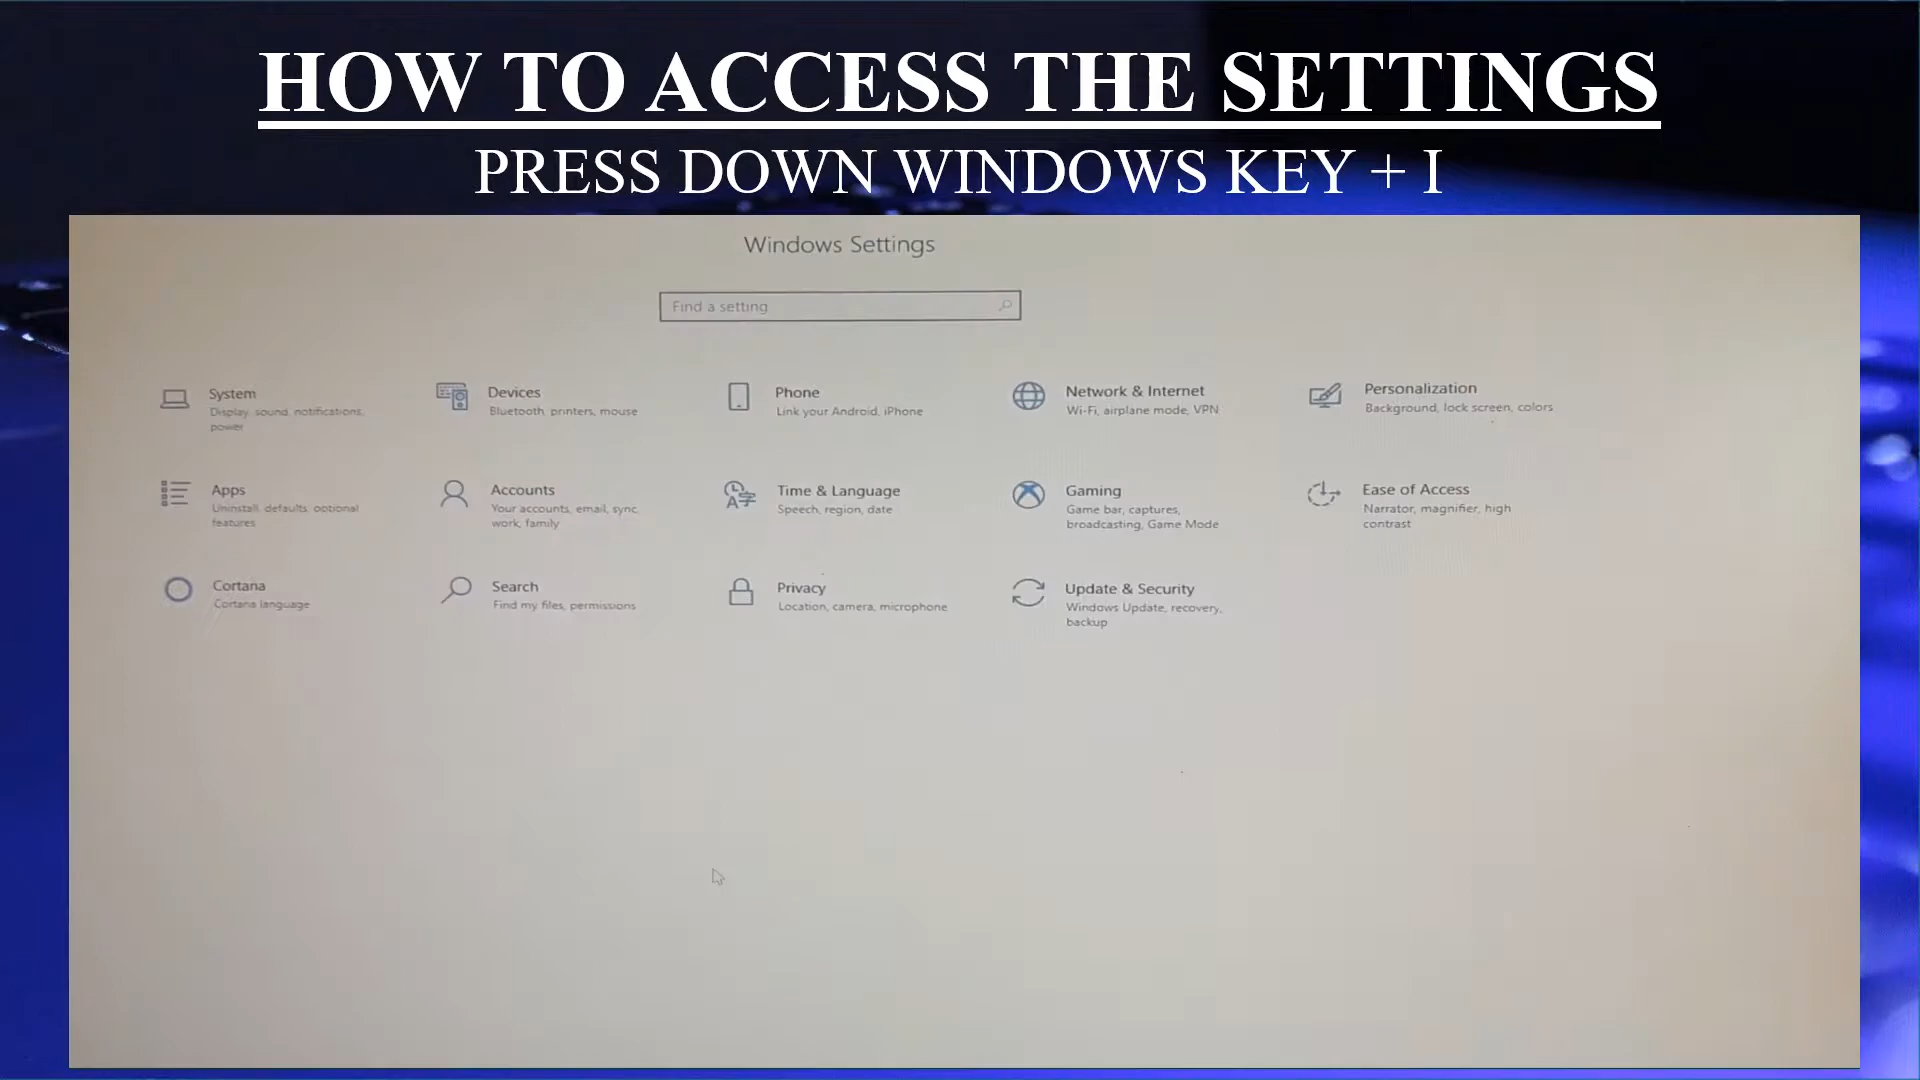 HOW TO ACCESS THE SETTINGS
PRESS DOWN WINDOWS KEY + I
Windows Settings
Find a setting
System
Display, sound, notifications,
power
Devices
Bluetooth, printers, mouse
Phone
Link your Android, iPhone
Network & Internet
Wi-Fi, airplane mode, VPN
Personalization
Background, lock screen, colors
Apps
Uninstall, defaults, optional
features
Accounts
Your accounts, email, sync,
work, family
Time & Language
Speech, region, date
Gaming
Game bar, captures,
broadcasting, Game Mode
Ease of Access
Narrator, magnifier, high
contrast
Cortana
Cortana language
Search
Find my files, permissions
Privacy
Location, camera, microphone
Update & Security
Windows Update, recovery,
backup